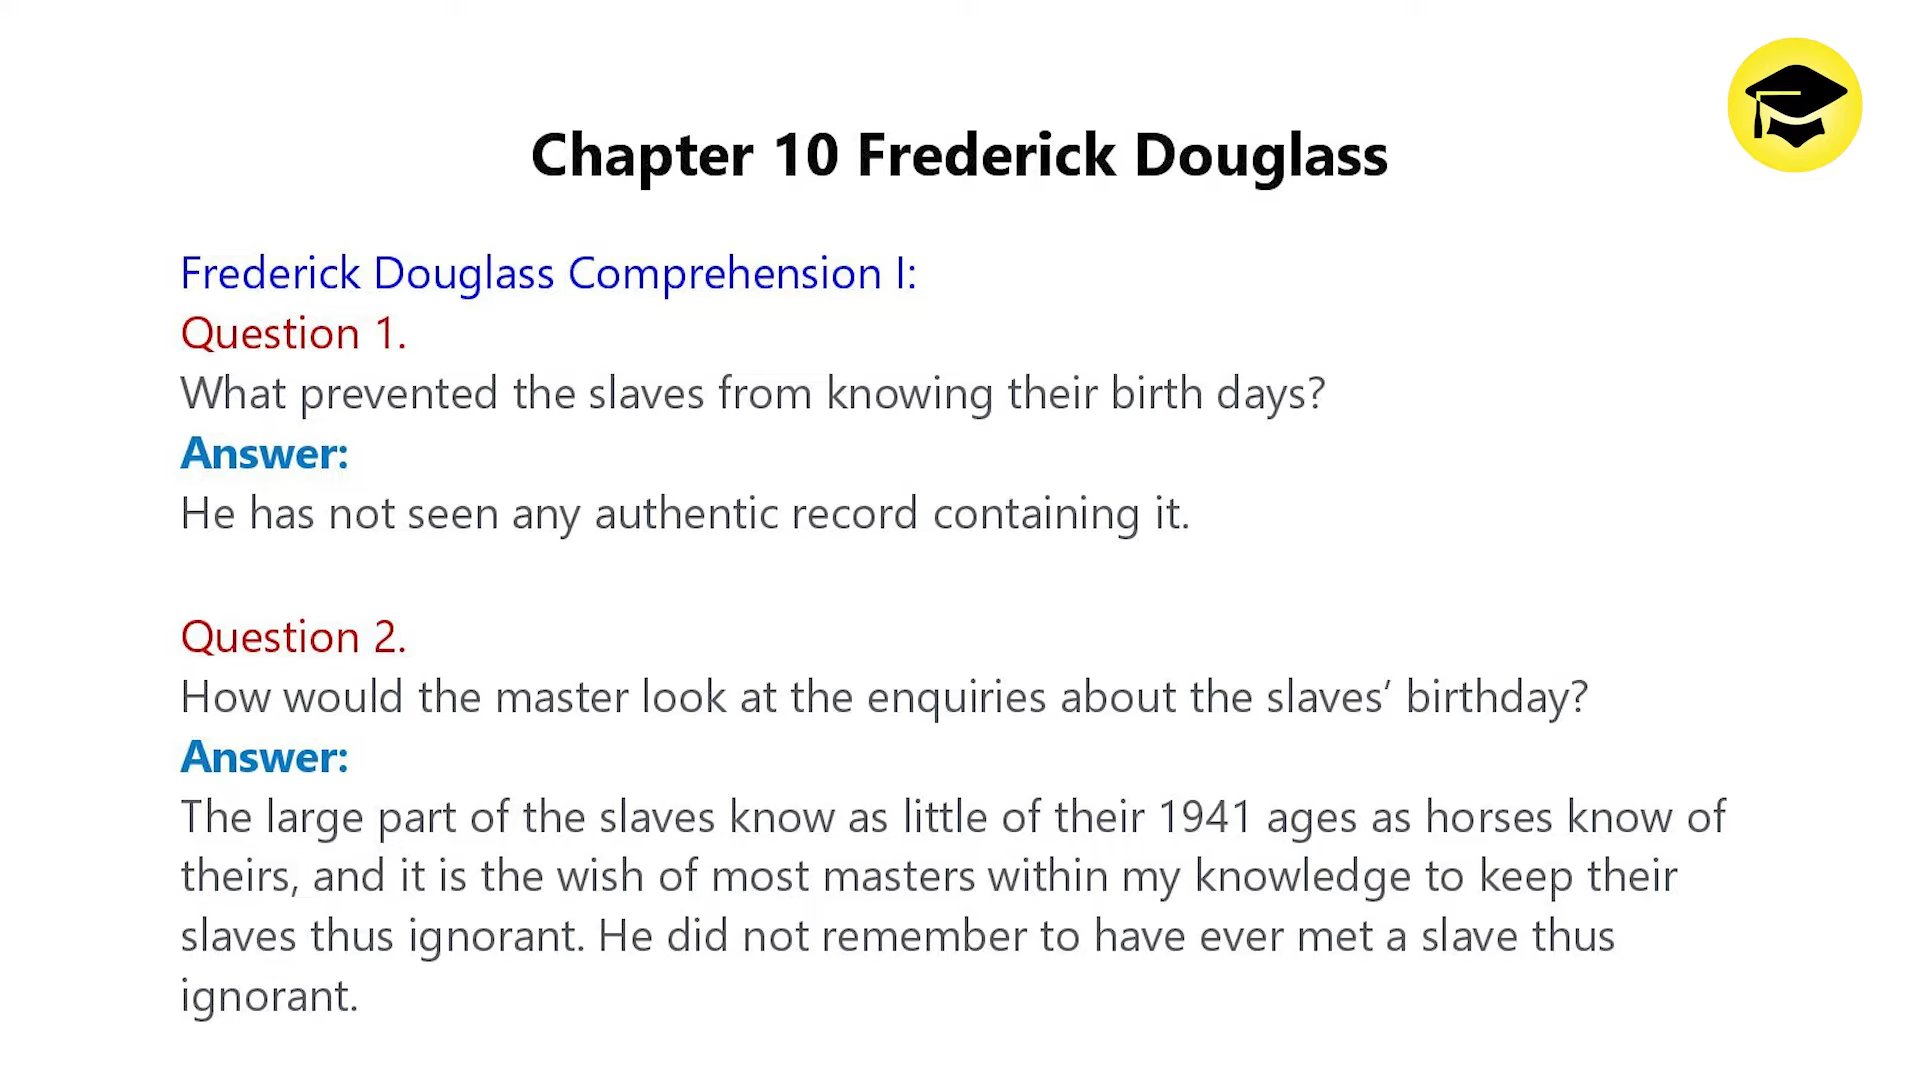 Chapter 10 Frederick Douglass
Frederick Douglass Comprehension I:
Question 1.
What prevented the slaves from knowing their birth days?
Answer:
He has not seen any authentic record containing it.
Question 2.
How would the master look at the enquiries about the slaves’ birthday?
Answer:
The large part of the slaves know as little of their 1941 ages as horses know of
theirs, and it is the wish of most masters within my knowledge to keep their
slaves thus ignorant. He did not remember to have ever met a slave thus
ignorant.